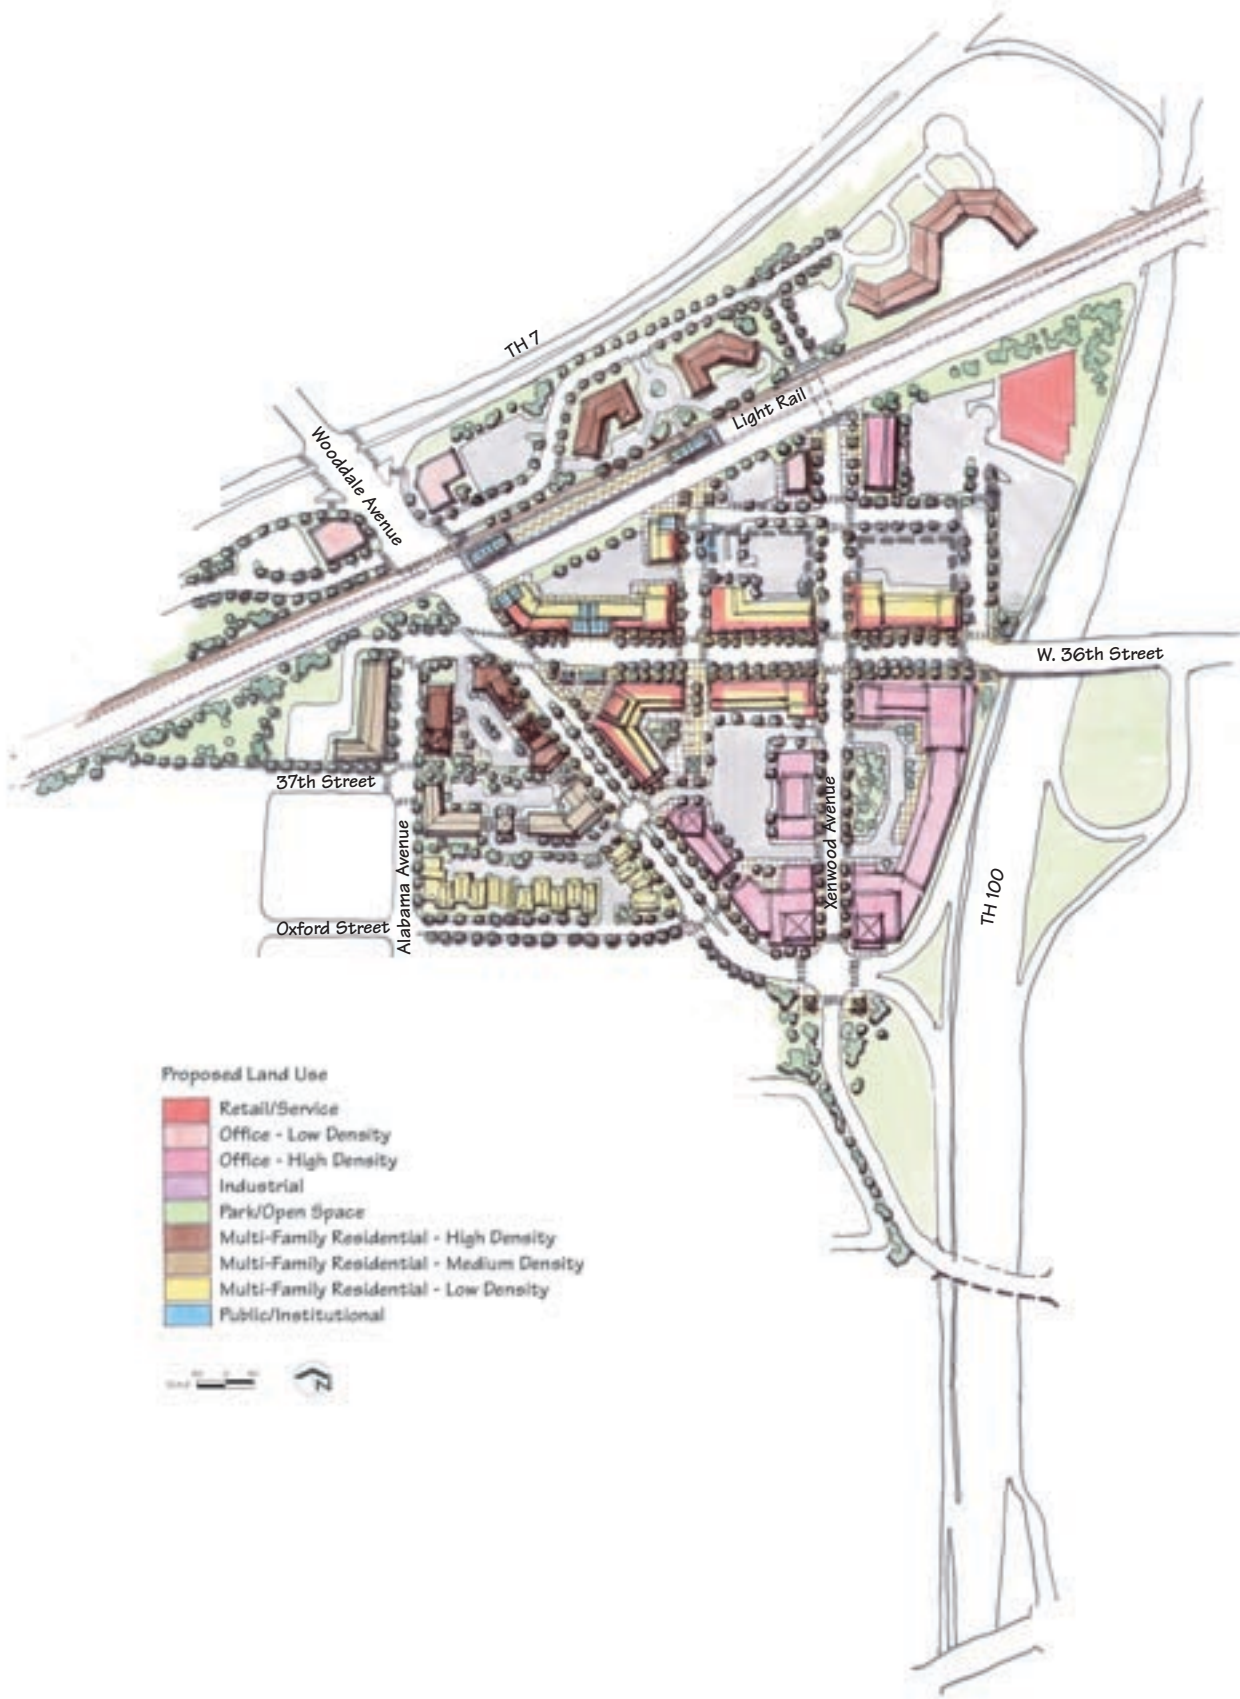 TH 7
Light Rail
Wooddale Avenue
W. 36th Street
37th Street
Xenwood Avenue
Alabama Avenue
TH 100
Oxford Street
Proposed Land Use
Retail/Service
Office - Low Density
Office - High Density
Industrial
Park/Open Space
Multi-Family Residential - High Density
Multi-Family Residential - Medium Density
Multi-Family Residential - Low Density
Public/Institutional
N